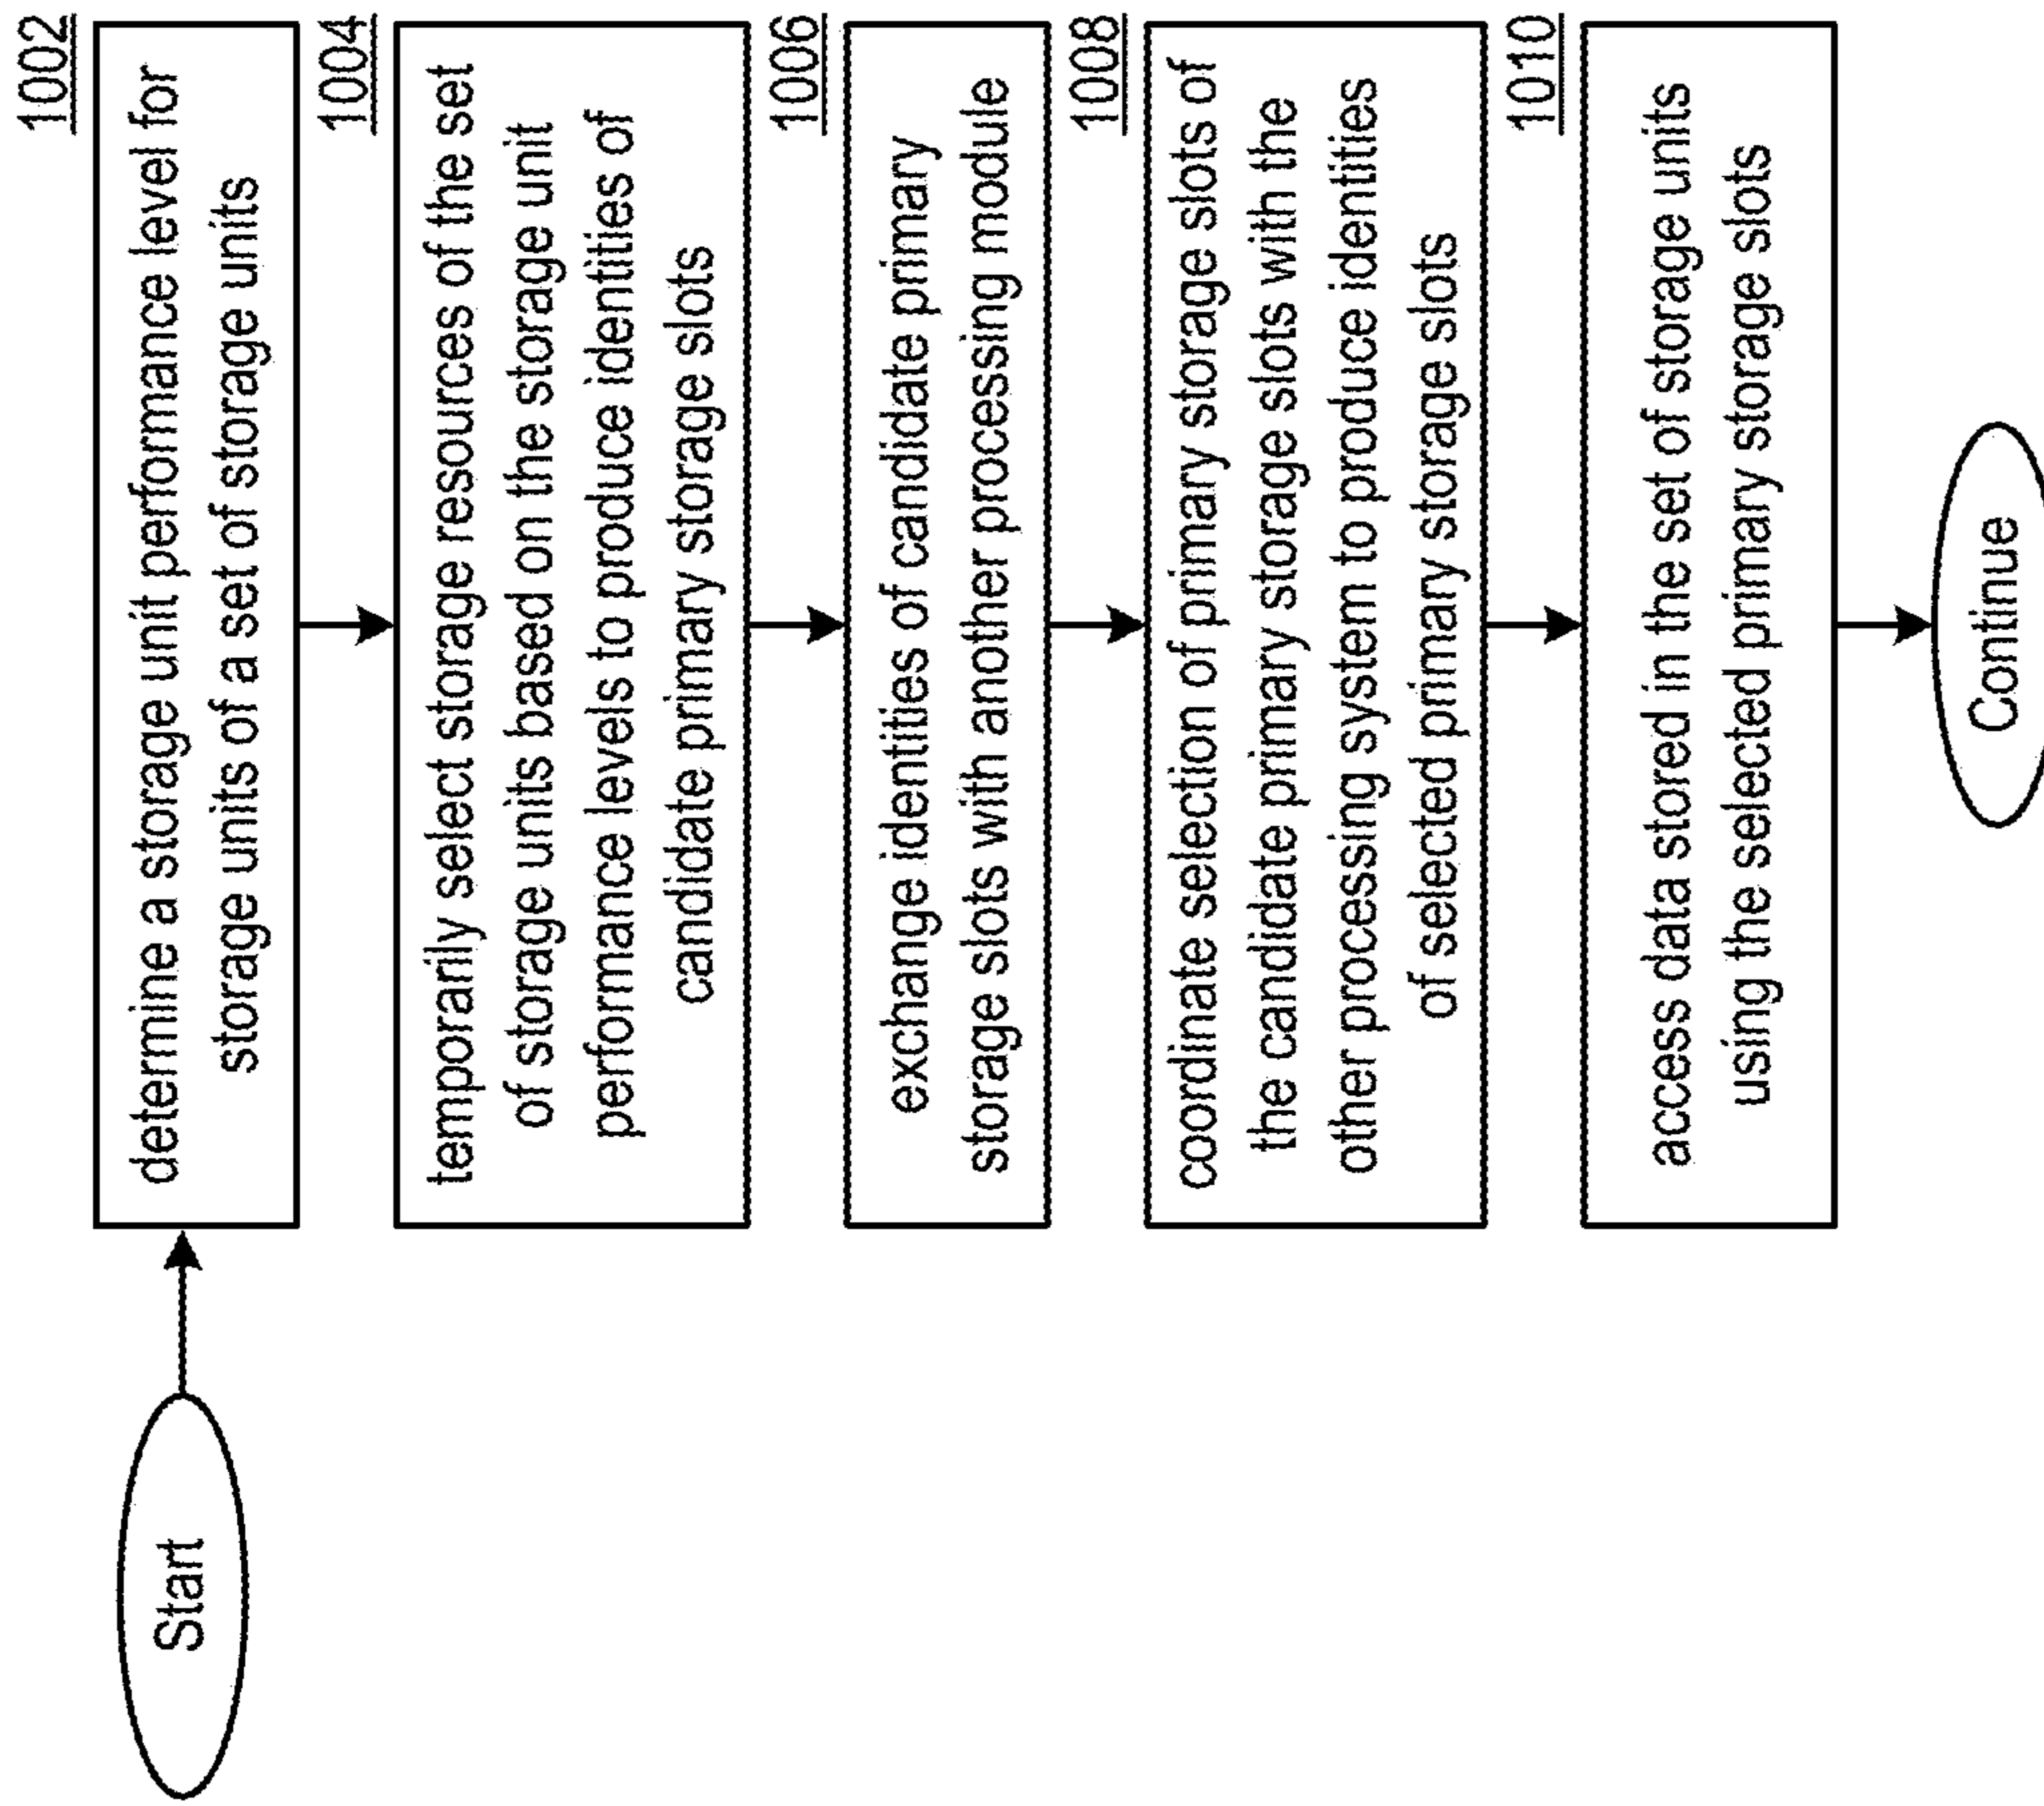 Start
1002
determine a storage unit performance level for
storage units of a set of storage units
1004
temporarily select storage resources of the set
of storage units based on the storage unit
performance levels to produce identities of
candidate primary storage slots
1006
exchange identities of candidate primary
storage slots with another processing module
1008
coordinate selection of primary storage slots of
the candidate primary storage slots with the
other processing system to produce identities
of selected primary storage slots
1010
access data stored in the set of storage units
using the selected primary storage slots
Continue